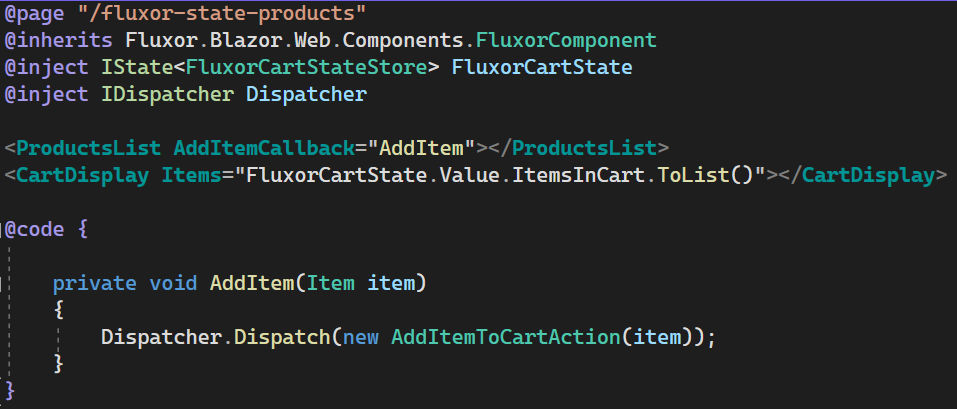 @page "/fluxor-state-products"
@inherits Fluxor.Blazor.Web.Components.FluxorComponent
@inject IState<FluxorCartStateStore> FluxorCartState
@inject IDispatcher Dispatcher
<ProductsList AddItemCallback="AddItem"></ProductsList>
<CartDisplay Items="FluxorCartState.Value.ItemsInCart.ToList()"></CartDisplay>
@code {
private void AddItem(Item item)
{
Dispatcher.Dispatch(new AddItemToCartAction(item));
}
}